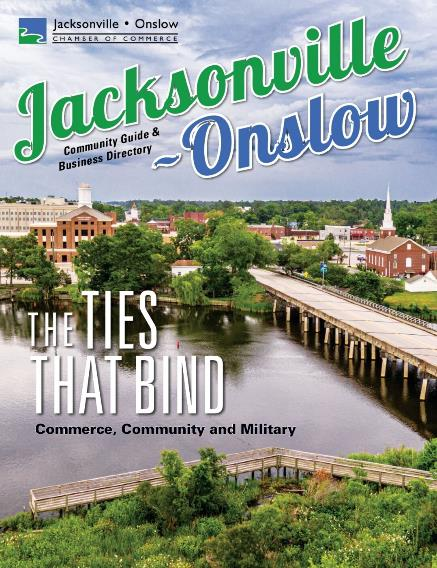 Jacksonville • Onslow
CHAMBER OF COMMERCE
Jacksonville
Community Guide &
Business Directory
~Onslow
THE TIES
THAT BIND
Commerce, Community and Military